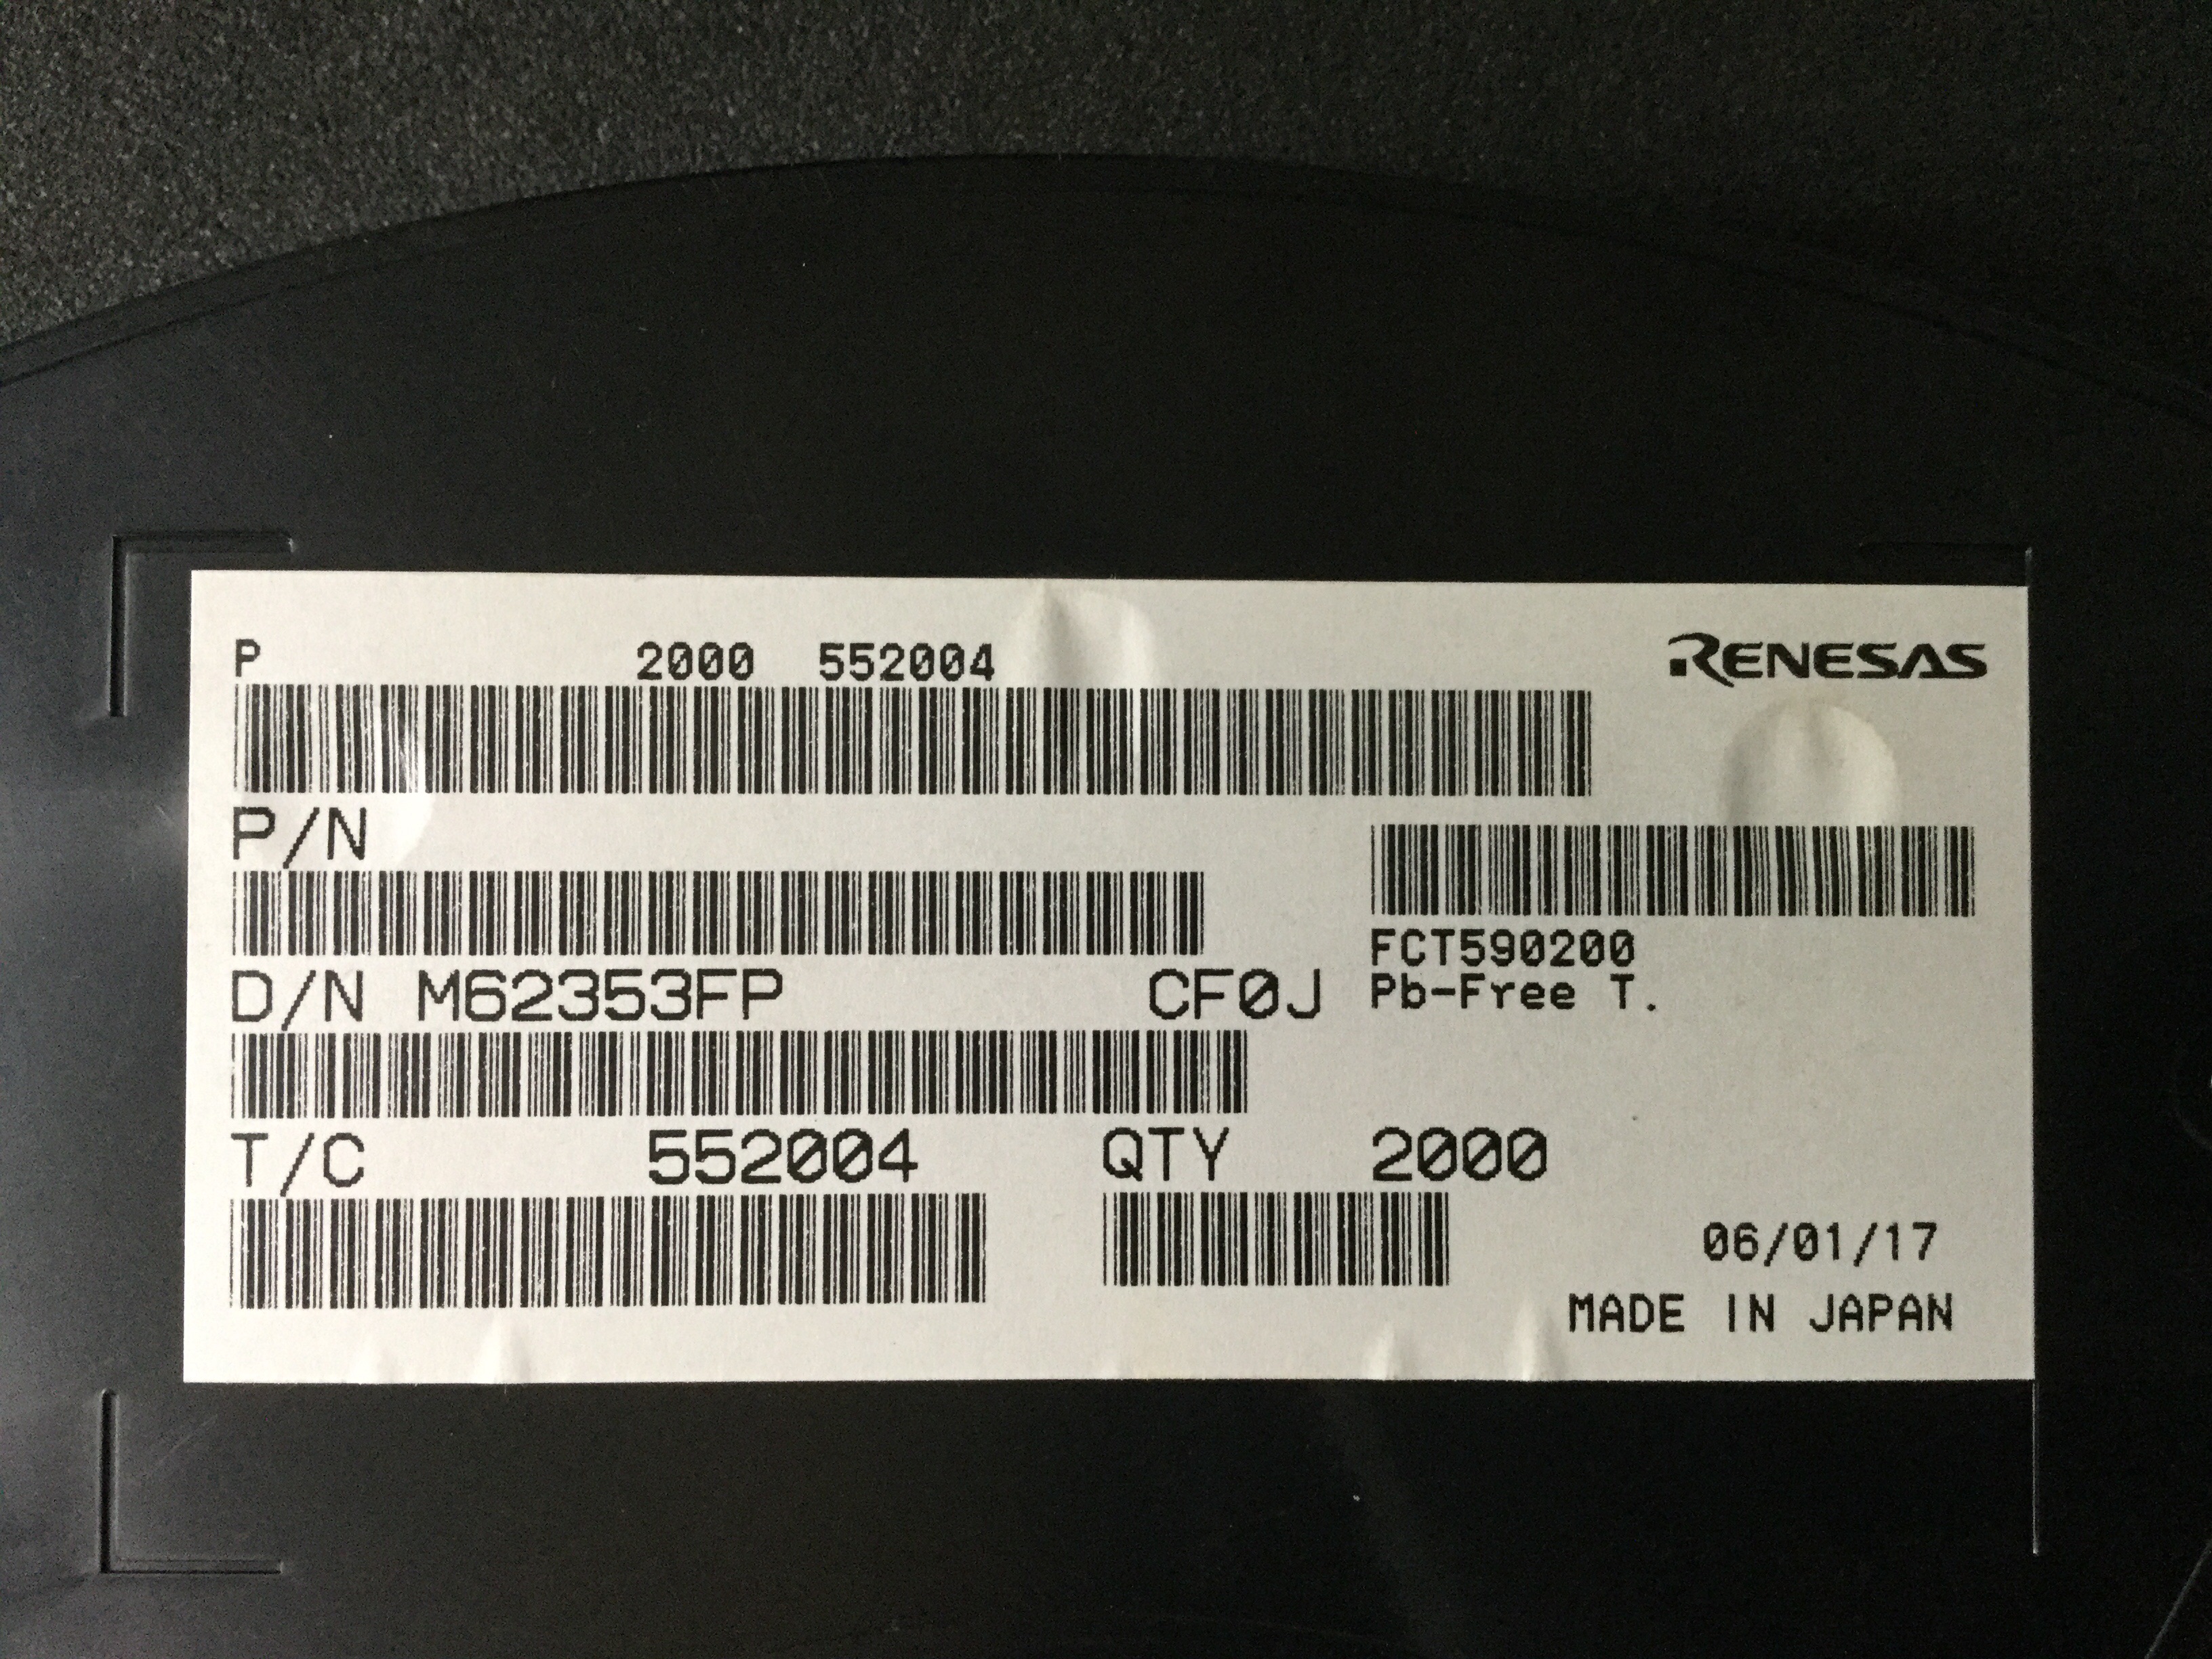 P 2000 552004
RENESAS
P/N
FCT590200
D/N M62353FP CF0J
Pb-Free T.
T/C 552004 QTY 2000
06/01/17
MADE IN JAPAN